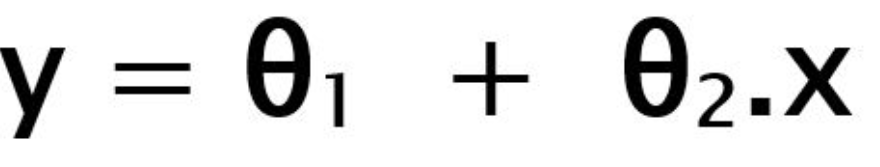 y = θ₁ + θ₂.x